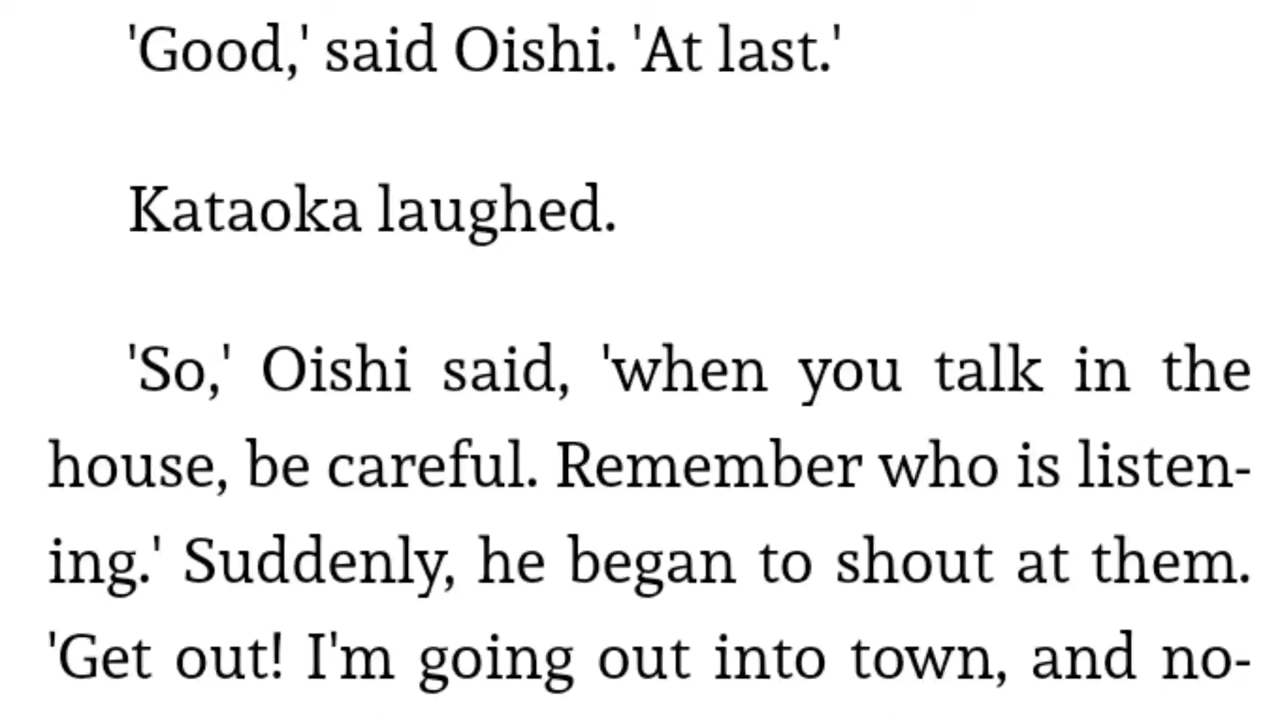 'Good,' said Oishi. 'At last.'
Kataoka laughed.
'So,' Oishi said, 'when you talk in the
house, be careful. Remember who is listen-
ing.' Suddenly, he began to shout at them.
'Get out! I'm going out into town, and no-